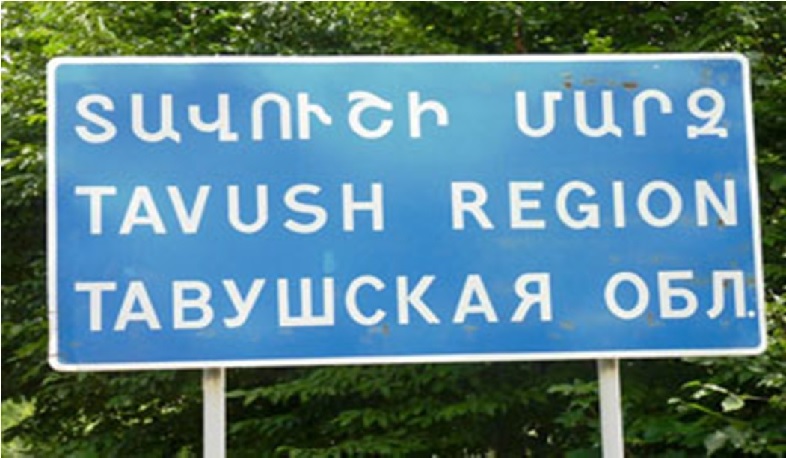 ՏԱՎՈՒՇԻ ՄԱՐԶ
TAVUSH REGION
ТАВУШСКАЯ ОБЛ.